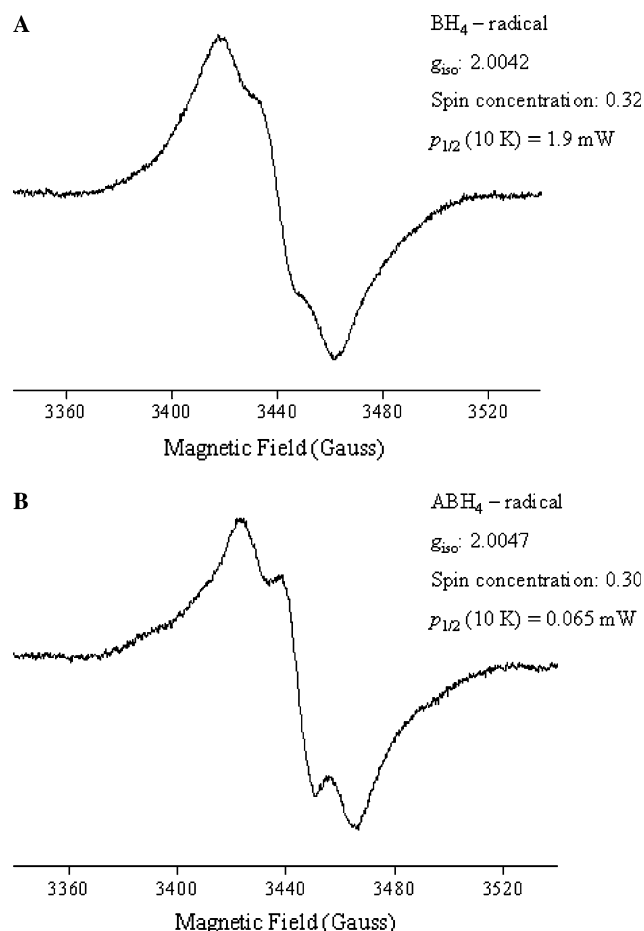 A
BH₄ – radical
gᵢₛₒ: 2.0042
Spin concentration: 0.32
p₁/₂ (10 K) = 1.9 mW
3360 3400 3440 3480 3520
Magnetic Field (Gauss)
B
ABH₄ – radical
gᵢₛₒ: 2.0047
Spin concentration: 0.30
p₁/₂ (10 K) = 0.065 mW
3360 3400 3440 3480 3520
Magnetic Field (Gauss)